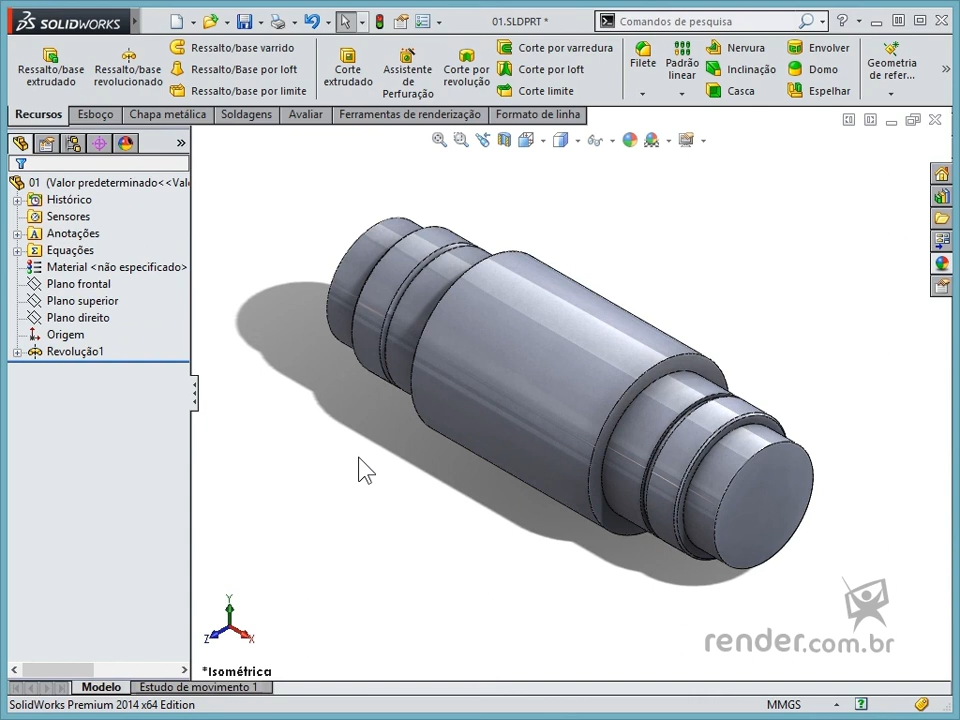 SOLIDWORKS
01.SLDPRT *
Comandos de pesquisa
Ressalto/base extrudado
Ressalto/base revolucionado
Ressalto/base varrido
Ressalto/base por loft
Ressalto/base por limite
Corte extrudado
Assistente de Perfuração
Corte por revolução
Corte por varredura
Corte por loft
Corte limite
Filete
Padrão linear
Nervura
Inclinação
Casca
Envolver
Domo
Espelhar
Geometria de refer...
Recursos
Esboço
Chapa metálica
Soldagens
Avaliar
Ferramentas de renderização
Formato de linha
01 (Valor predeterminado<<Val
Histórico
Sensores
Anotações
Equações
Material <não especificado>
Plano frontal
Plano superior
Plano direito
Origem
Revolução1
Y
Z
X
*Isométrica
render.com.br
Modelo
Estudo de movimento 1
SolidWorks Premium 2014 x64 Edition
MMGS